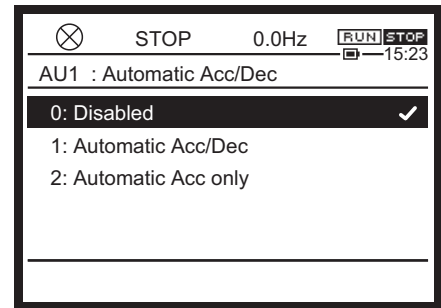 STOP 0.0Hz RUN STOP
15:23
AU1 : Automatic Acc/Dec
0: Disabled
1: Automatic Acc/Dec
2: Automatic Acc only